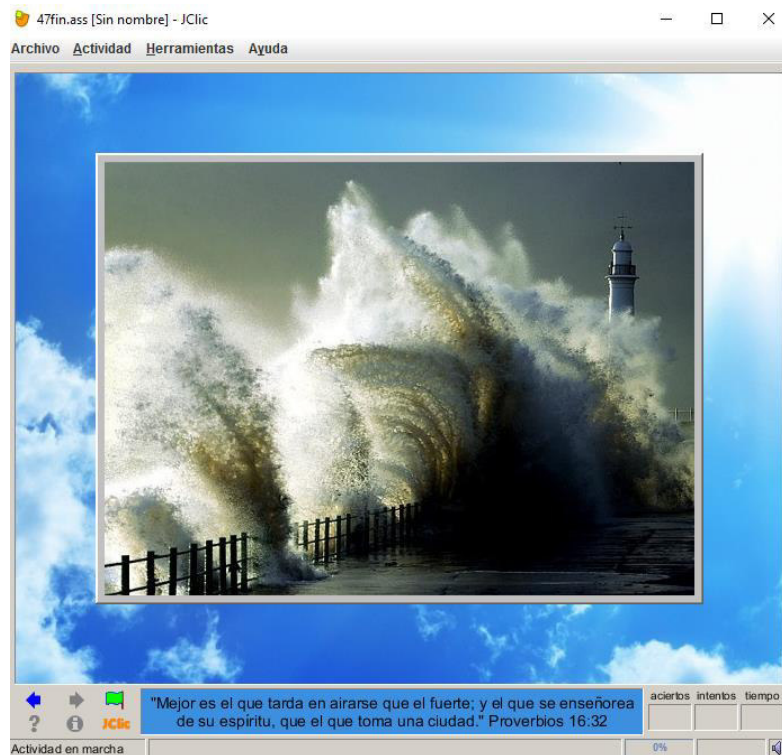 47fin.ass [Sin nombre] - JClic
Archivo Actividad Herramientas Ayuda
"Mejor es el que tarda en airarse que el fuerte; y el que se enseñorea
de su espíritu, que el que toma una ciudad." Proverbios 16:32
aciertos intentos tiempo
JClic
Actividad en marcha
0%